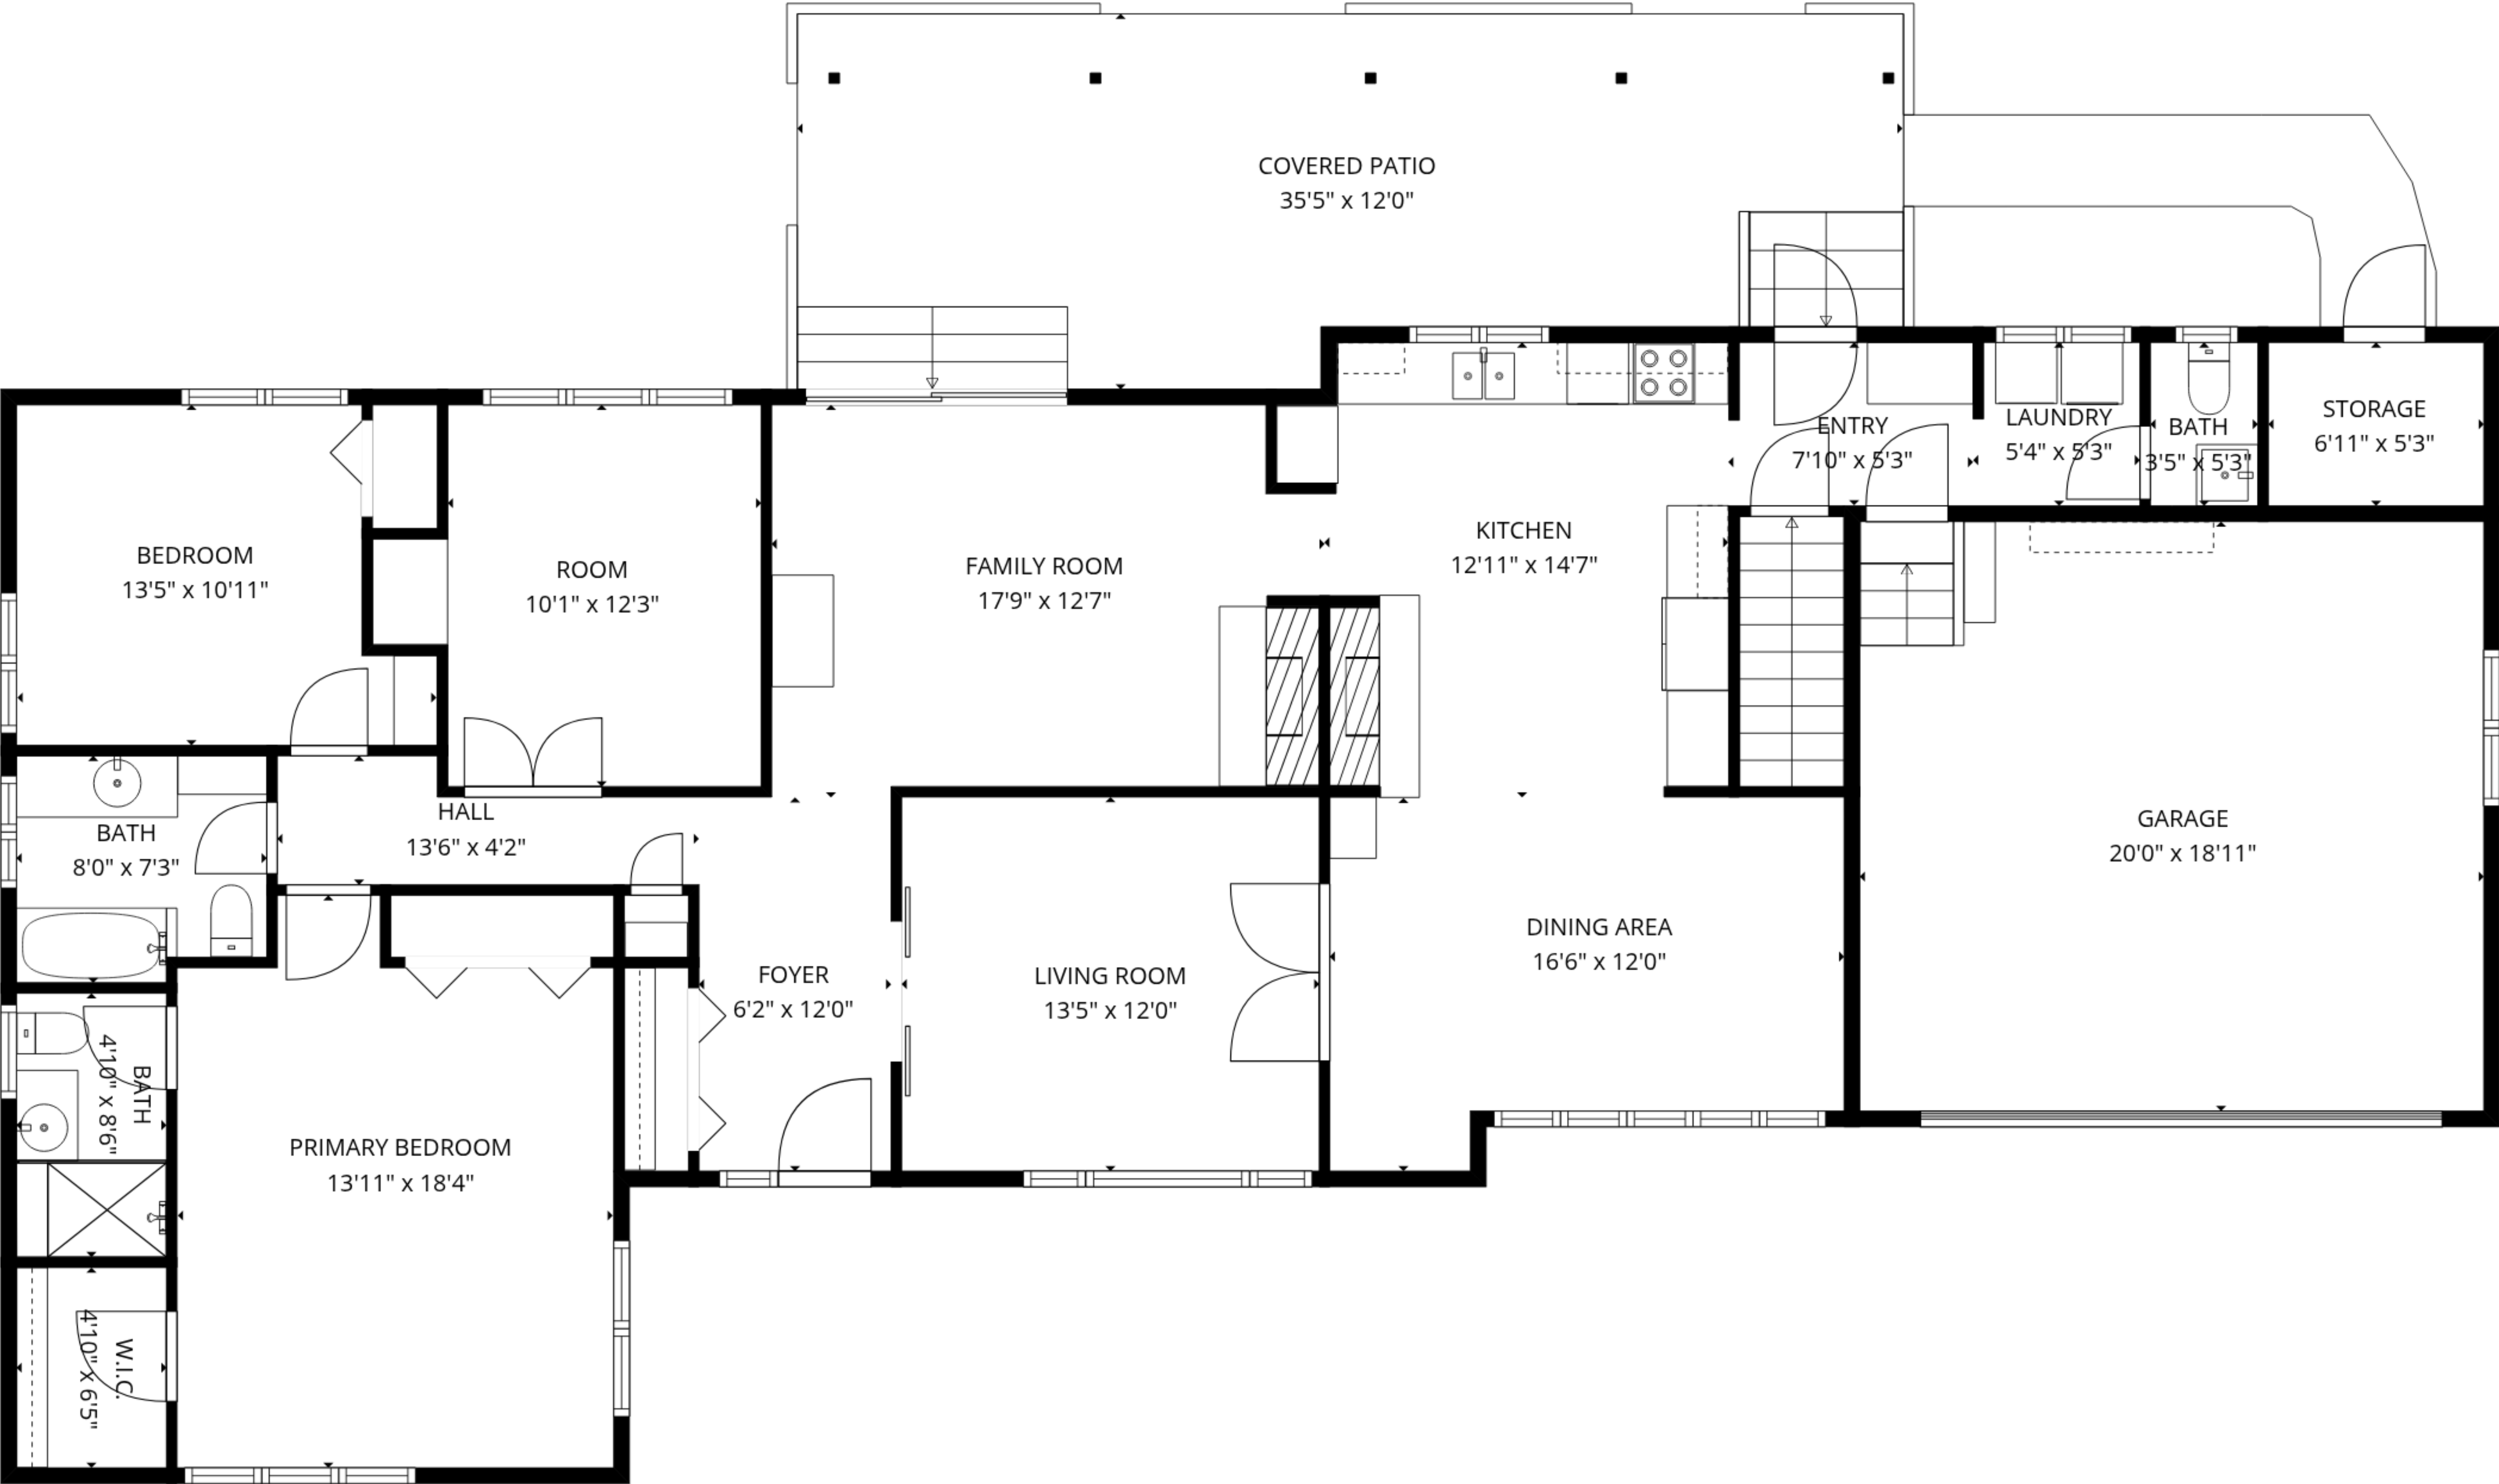 COVERED PATIO
35'5" x 12'0"
BEDROOM
13'5" x 10'11"
ROOM
10'1" x 12'3"
FAMILY ROOM
17'9" x 12'7"
KITCHEN
12'11" x 14'7"
ENTRY
7'10" x 5'3"
LAUNDRY
5'4" x 5'3"
BATH
3'5" x 5'3"
STORAGE
6'11" x 5'3"
BATH
8'0" x 7'3"
HALL
13'6" x 4'2"
GARAGE
20'0" x 18'11"
FOYER
6'2" x 12'0"
LIVING ROOM
13'5" x 12'0"
DINING AREA
16'6" x 12'0"
BATH
4'10" x 8'6"
PRIMARY BEDROOM
13'11" x 18'4"
W.I.C.
4'10" x 6'5"